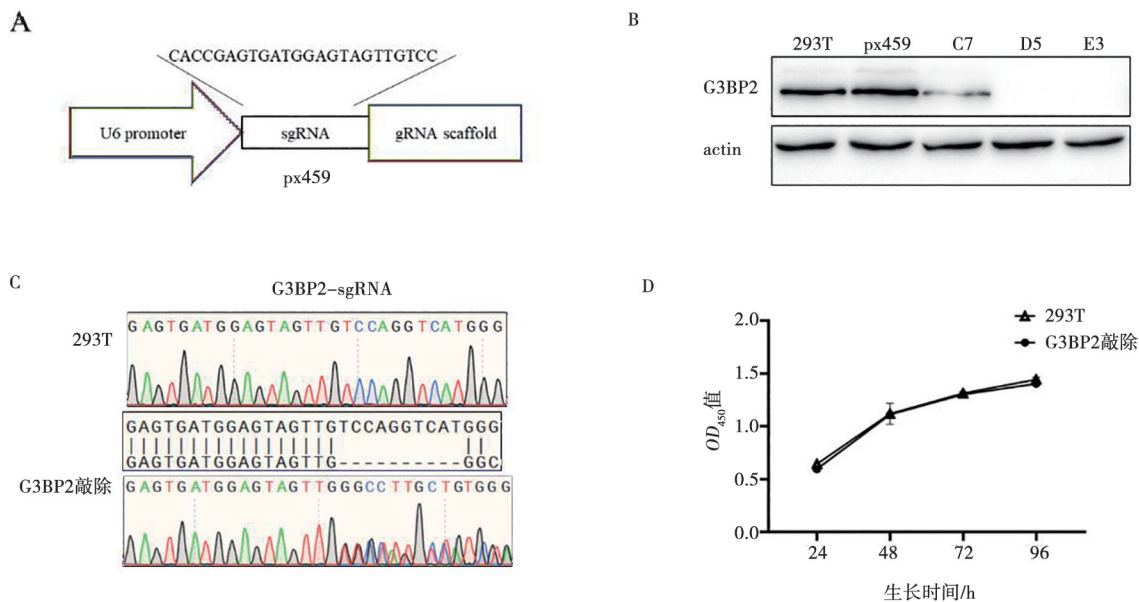 A
CACCGAGTGATGGAGTAGTTGTCC
U6 promoter
sgRNA
gRNA scaffold
px459
B
293T px459 C7 D5 E3
G3BP2
actin
C
G3BP2-sgRNA
293T
GAGTGATGGAGTAGTTGTCCAGGTCATGGG
GAGTGATGGAGTAGTTGTCCAGGTCATGGG
GAGTGATGGAGTAGTTG----------GGC
G3BP2敲除
GAGTGATGGAGTAGTTGGGCCTTGCTGTGGG
D
293T
G3BP2敲除
OD450值
2.0
1.5
1.0
0.5
0.0
24 48 72 96
生长时间/h